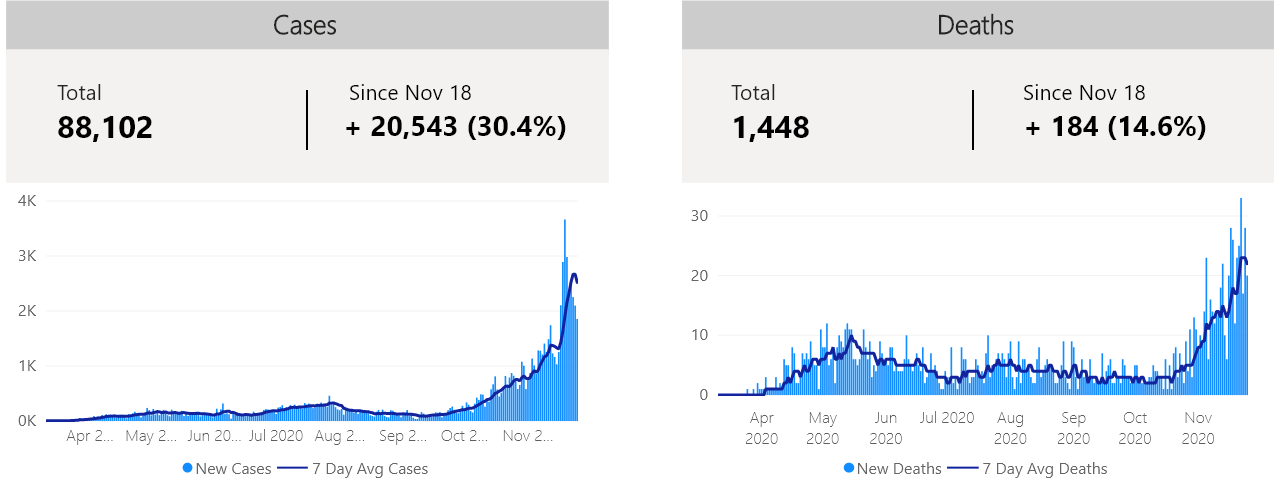 Cases
Total
88,102
Since Nov 18
+ 20,543 (30.4%)
4K
3K
2K
1K
0K
Apr 2... May 2... Jun 20... Jul 2020 Aug 2... Sep 2... Oct 2... Nov 2...
New Cases 7 Day Avg Cases
Deaths
Total
1,448
Since Nov 18
+ 184 (14.6%)
30
20
10
0
Apr 2020
May 2020
Jun 2020
Jul 2020
Aug 2020
Sep 2020
Oct 2020
Nov 2020
New Deaths 7 Day Avg Deaths